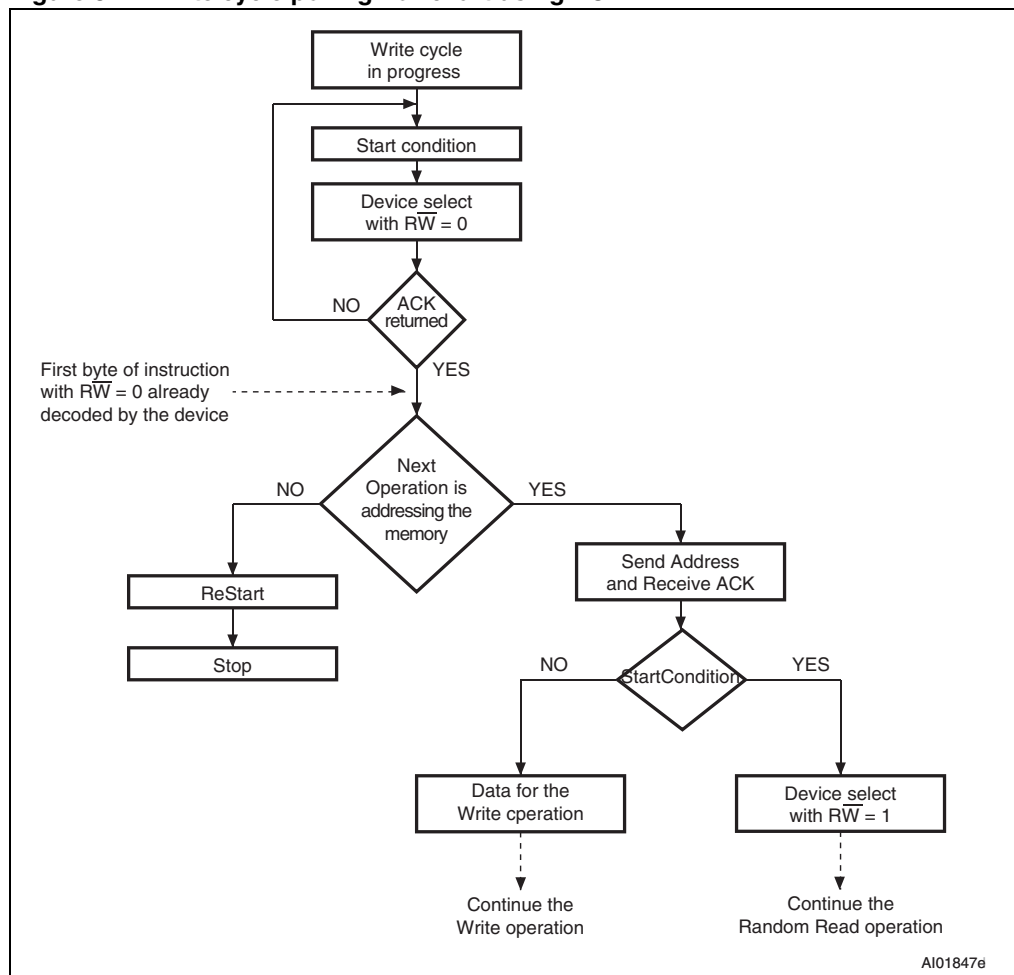 Write cycle
in progress
Start condition
Device select
with RW̅ = 0
NO
ACK
returned
YES
First byte of instruction
with RW̅ = 0 already
decoded by the device
Next
Operation is
addressing the
memory
NO
YES
Send Address
and Receive ACK
ReStart
Stop
NO
StartCondition
YES
Data for the
Write cperation
Device select
with RW̅ = 1
Continue the
Write operation
Continue the
Random Read operation
AI01847e